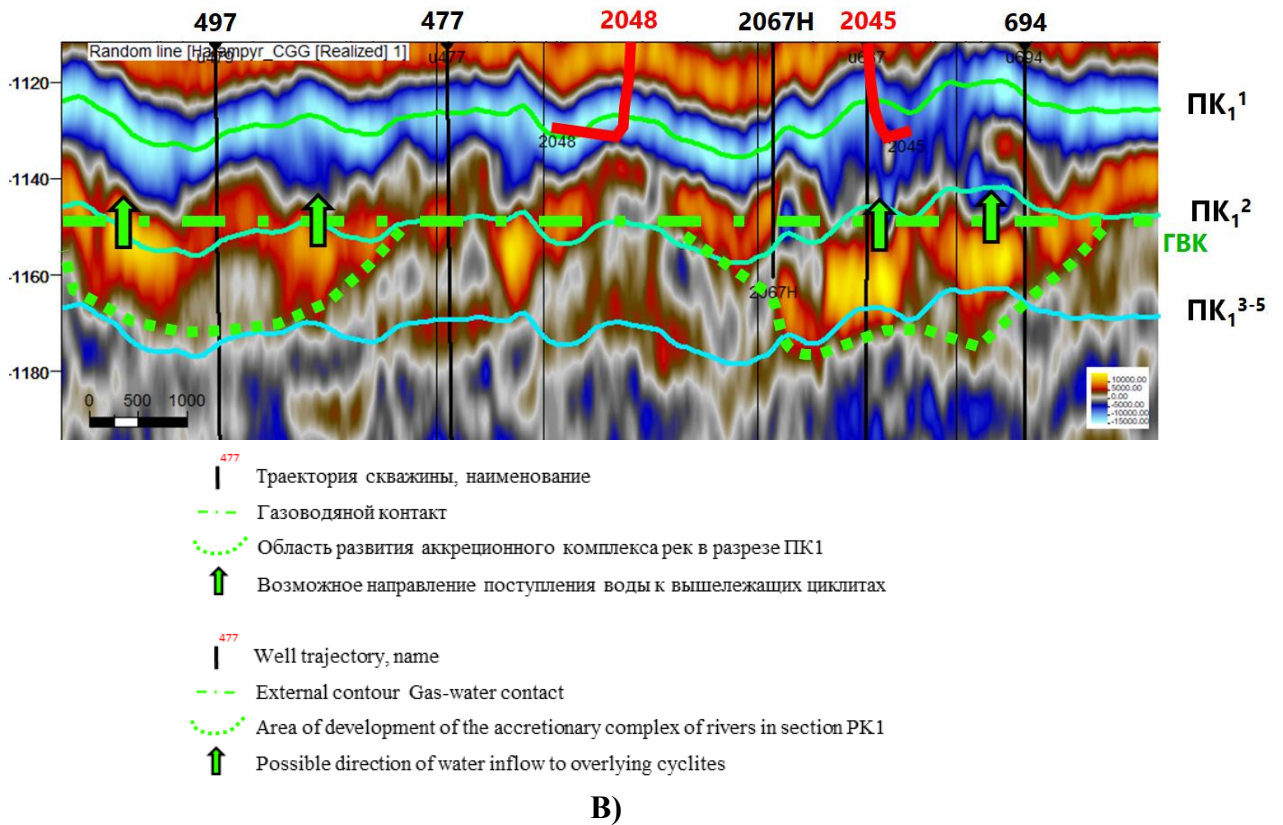 497 477 2048 2067Н 2045 694
Random line [Harampyr_CGG [Realized] 1]
u477 u694
-1120
-1140
-1160
-1180
2048
2045
2067H
ПК₁¹
ПК₁²
ГВК
ПК₁³⁻⁵
0 500 1000
10000.00
5000.00
0.00
-5000.00
-10000.00
-15000.00
477
Траектория скважины, наименование
Газоводяной контакт
Область развития аккреционного комплекса рек в разрезе ПК1
Возможное направление поступления воды к вышележащих циклитах
477
Well trajectory, name
External contour Gas-water contact
Area of development of the accretionary complex of rivers in section PK1
Possible direction of water inflow to overlying cyclites
В)